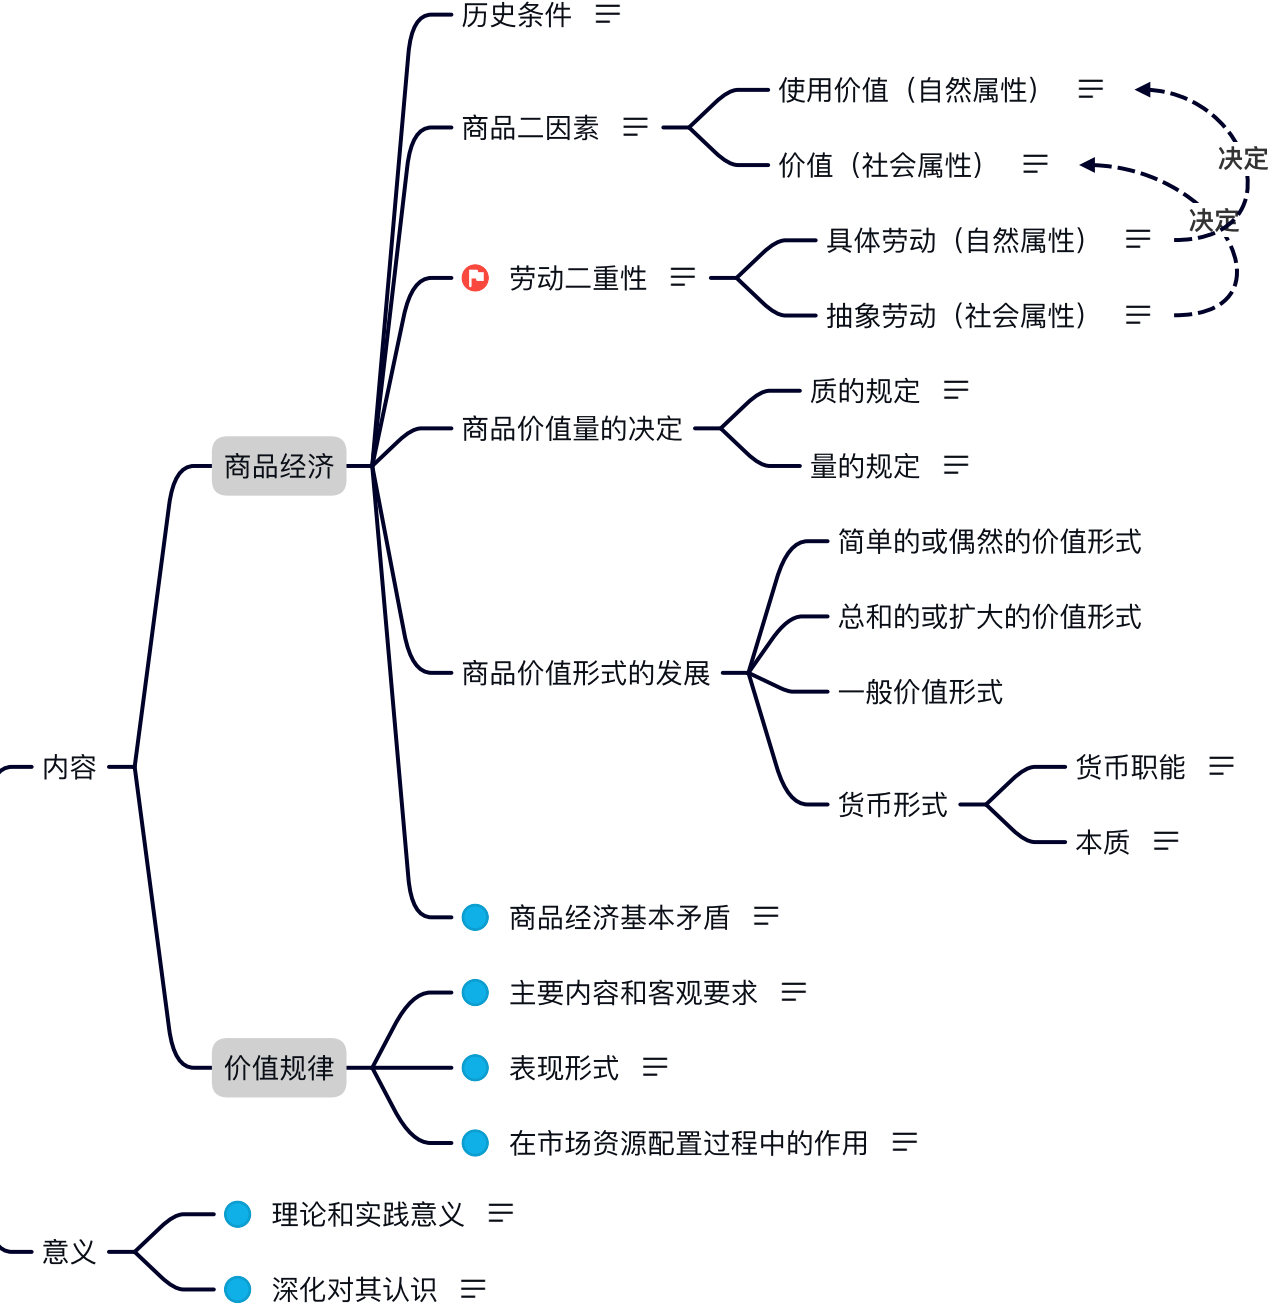 历史条件
使用价值（自然属性）
商品二因素
决定
价值（社会属性）
决定
具体劳动（自然属性）
劳动二重性
抽象劳动（社会属性）
质的规定
商品价值量的决定
商品经济
量的规定
简单的或偶然的价值形式
总和的或扩大的价值形式
商品价值形式的发展
一般价值形式
内容
货币职能
货币形式
本质
商品经济基本矛盾
主要内容和客观要求
价值规律
表现形式
在市场资源配置过程中的作用
理论和实践意义
意义
深化对其认识